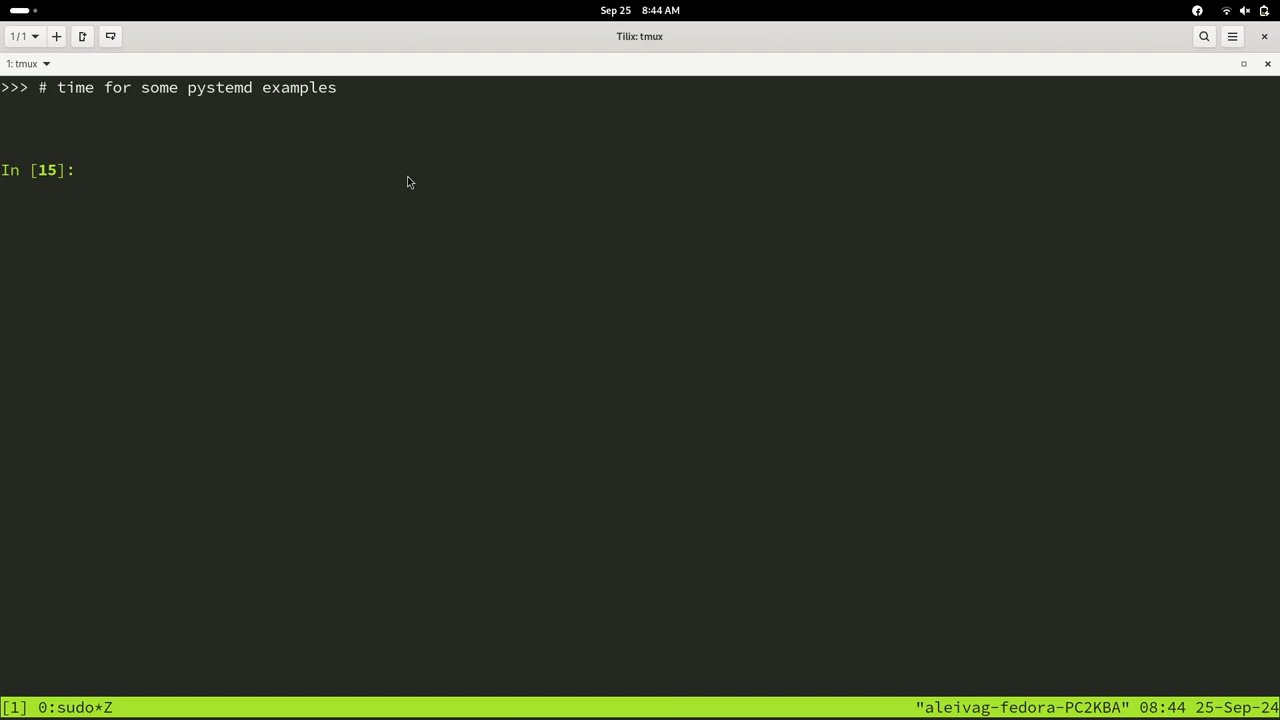 Sep 25 8:44 AM
1/1
Tilix: tmux
1: tmux
>>> # time for some pystemd examples
In [15]:
[1] 0:sudo*Z "aleivag-fedora-PC2KBA" 08:44 25-Sep-24